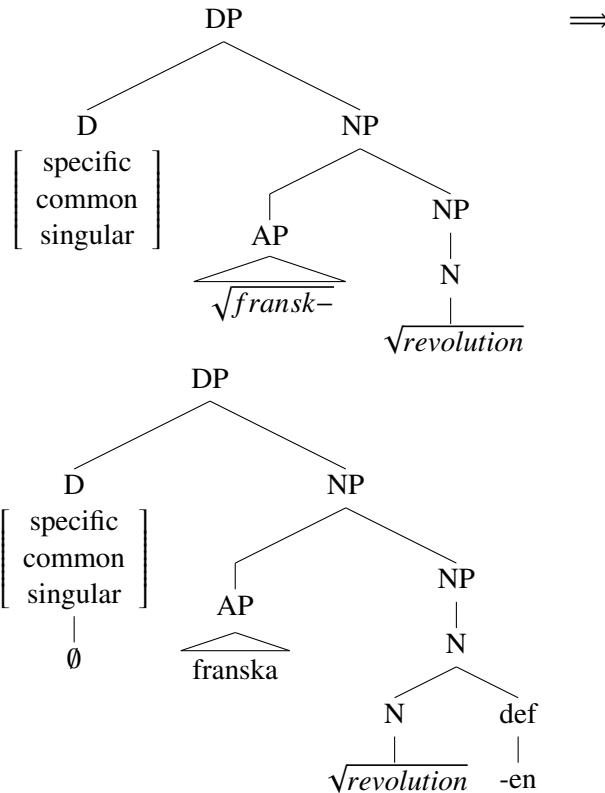 DP ⟹
D NP
specific
common
singular
AP NP
N
√fransk−
√revolution
DP
D NP
specific
common
singular
AP NP
∅ franska N
N def
√revolution -en